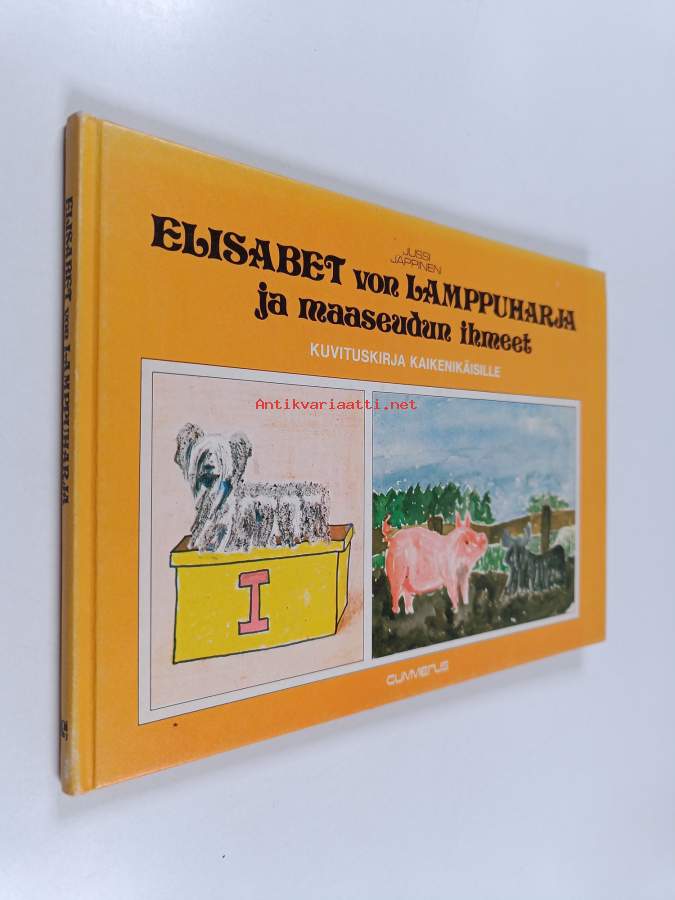 JUSSI
JÄPPINEN
ELISABET von LAMPPUHARJA
ja maaseudun ihmeet
KUVITUSKIRJA KAIKENIKÄISILLE
Antikvariaatti.net
I
GUMMERUS
ELISABET von LAMPPUHARJA